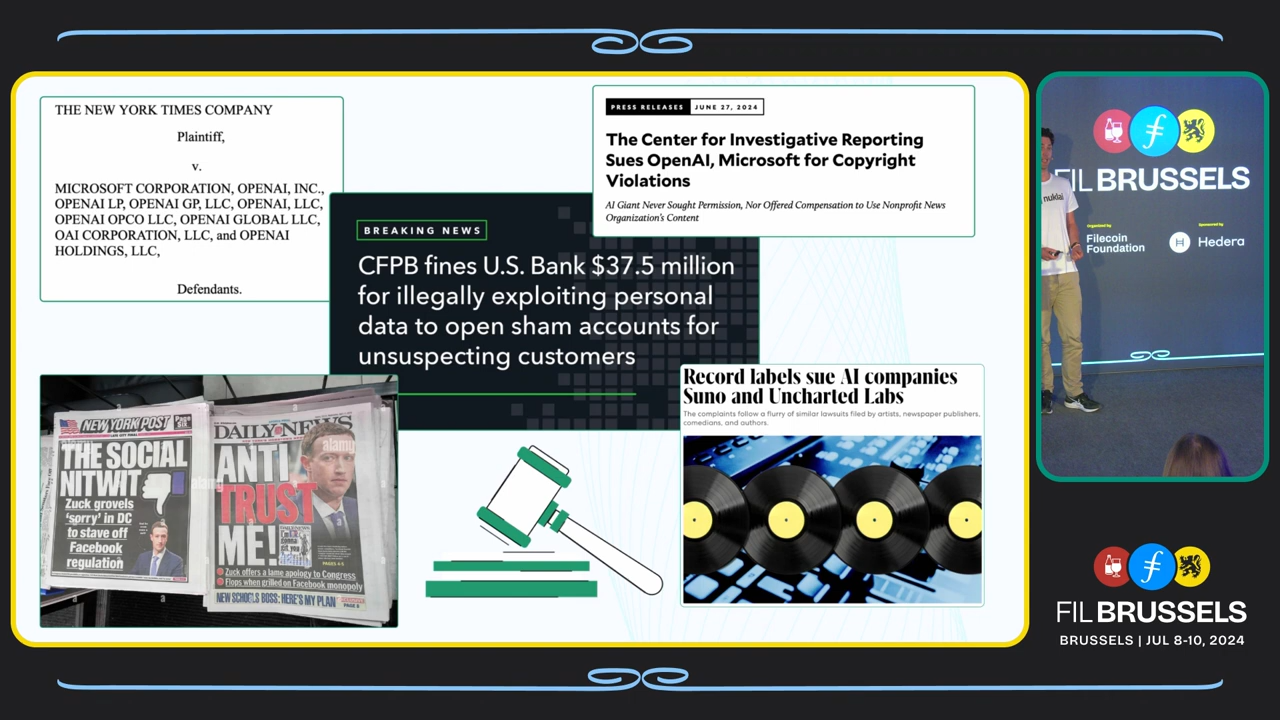 THE NEW YORK TIMES COMPANY
Plaintiff,
v.
MICROSOFT CORPORATION, OPENAI, INC.,
OPENAI LP, OPENAI GP, LLC, OPENAI, LLC,
OPENAI OPCO LLC, OPENAI GLOBAL LLC,
OAI CORPORATION, LLC, and OPENAI
HOLDINGS, LLC,
Defendants.
PRESS RELEASES JUNE 27, 2024
The Center for Investigative Reporting
Sues OpenAI, Microsoft for Copyright
Violations
AI Giant Never Sought Permission, Nor Offered Compensation to Use Nonprofit News
Organization's Content
BREAKING NEWS
CFPB fines U.S. Bank $37.5 million
for illegally exploiting personal
data to open sham accounts for
unsuspecting customers
NEW YORK POST
THE SOCIAL
NITWIT
Zuck grovels
'sorry' in DC
to stave off
Facebook
regulation
DAILY NEWS
ANTI
TRUST
ME!
Zuck offers a lame apology to Congress
Flops when grilled on Facebook monopoly
NEW SCHOOLS BOSS: HERE'S MY PLAN
alamy
Record labels sue AI companies
Suno and Uncharted Labs
The complaints follow a flurry of similar lawsuits filed by artists, newspaper publishers,
comedians, and authors.
nuklai
FIL BRUSSELS
Organized by
Filecoin
Foundation
Sponsored by
H Hedera
FIL BRUSSELS
BRUSSELS | JUL 8-10, 2024